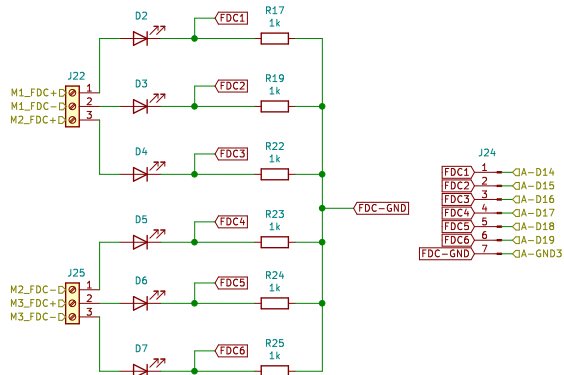 D2
FDC1
R17
1k
J22
M1_FDC+
1
M1_FDC-
2
M2_FDC+
3
D3
FDC2
R19
1k
D4
FDC3
R22
1k
FDC-GND
D5
FDC4
R23
1k
J25
M2_FDC-
1
M3_FDC+
2
M3_FDC-
3
D6
FDC5
R24
1k
D7
FDC6
R25
1k
J24
FDC1 1 A-D14
FDC2 2 A-D15
FDC3 3 A-D16
FDC4 4 A-D17
FDC5 5 A-D18
FDC6 6 A-D19
FDC-GND 7 A-GND3